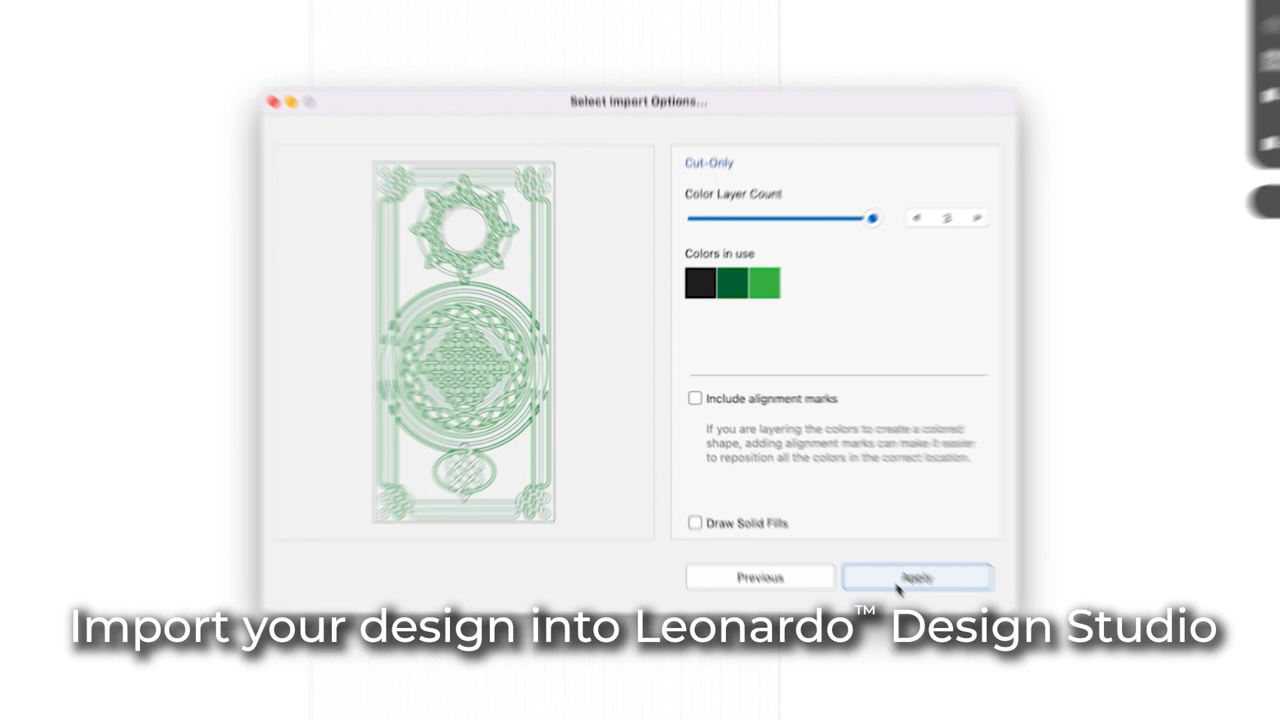 Select Import Options...
Cut-Only
Color Layer Count
3
Colors in use
Include alignment marks
If you are layering the colors to create a colored
shape, adding alignment marks can make it easier
to reposition all the colors in the correct location.
Draw Solid Fills
Previous
Apply
Import your design into Leonardo™ Design Studio